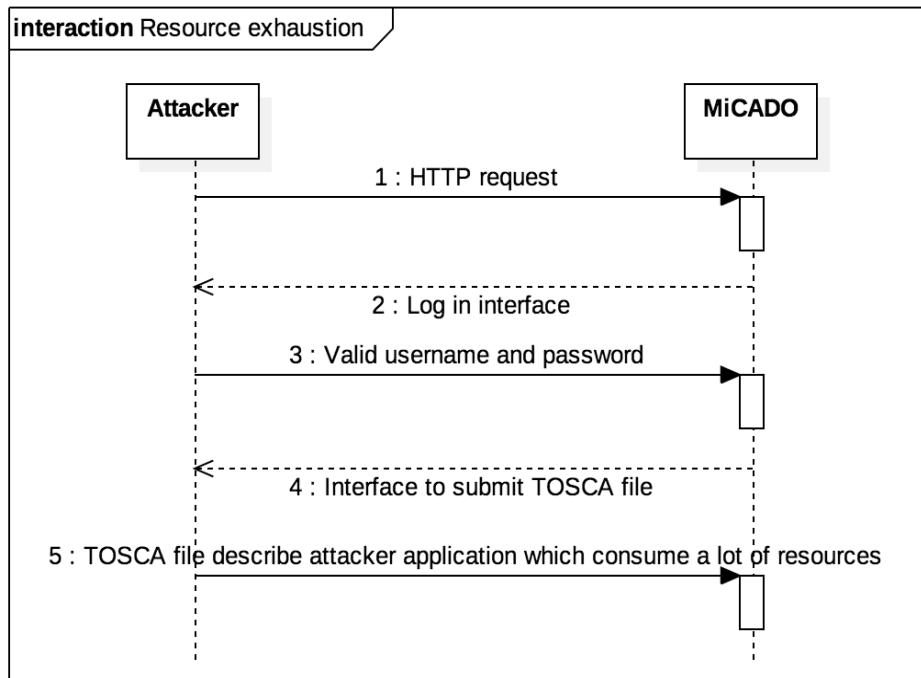 interaction Resource exhaustion
Attacker
MiCADO
1 : HTTP request
2 : Log in interface
3 : Valid username and password
4 : Interface to submit TOSCA file
5 : TOSCA file describe attacker application which consume a lot of resources